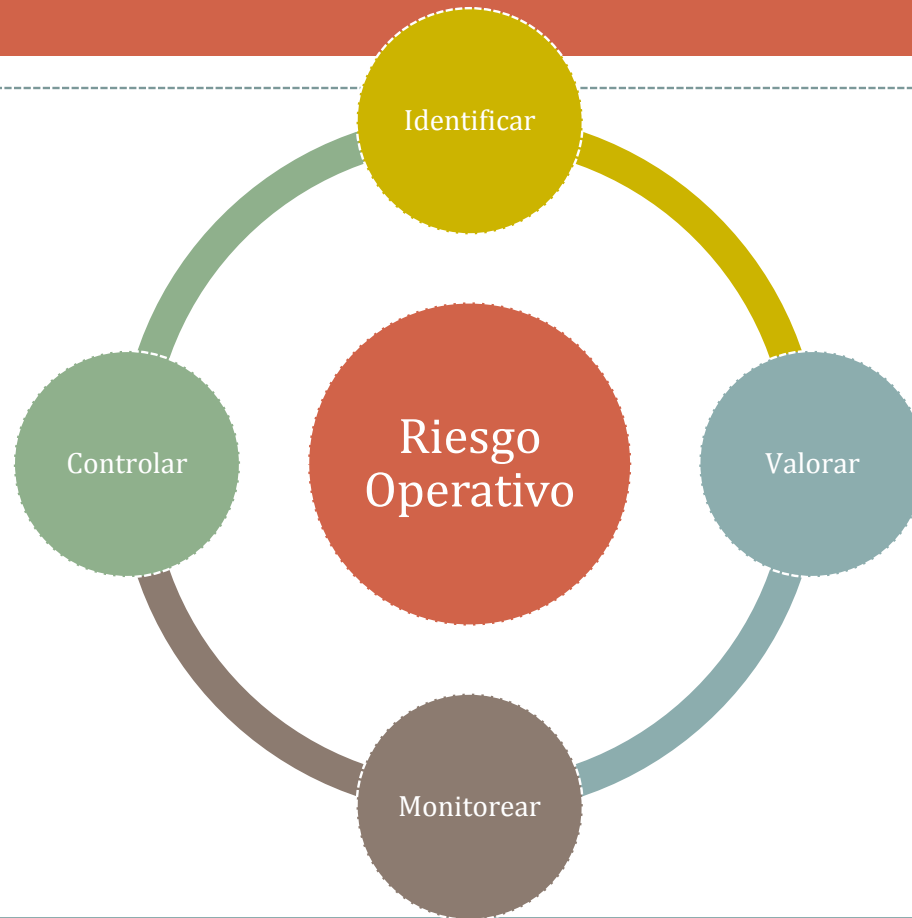 Identificar
Riesgo
Operativo
Controlar
Valorar
Monitorear